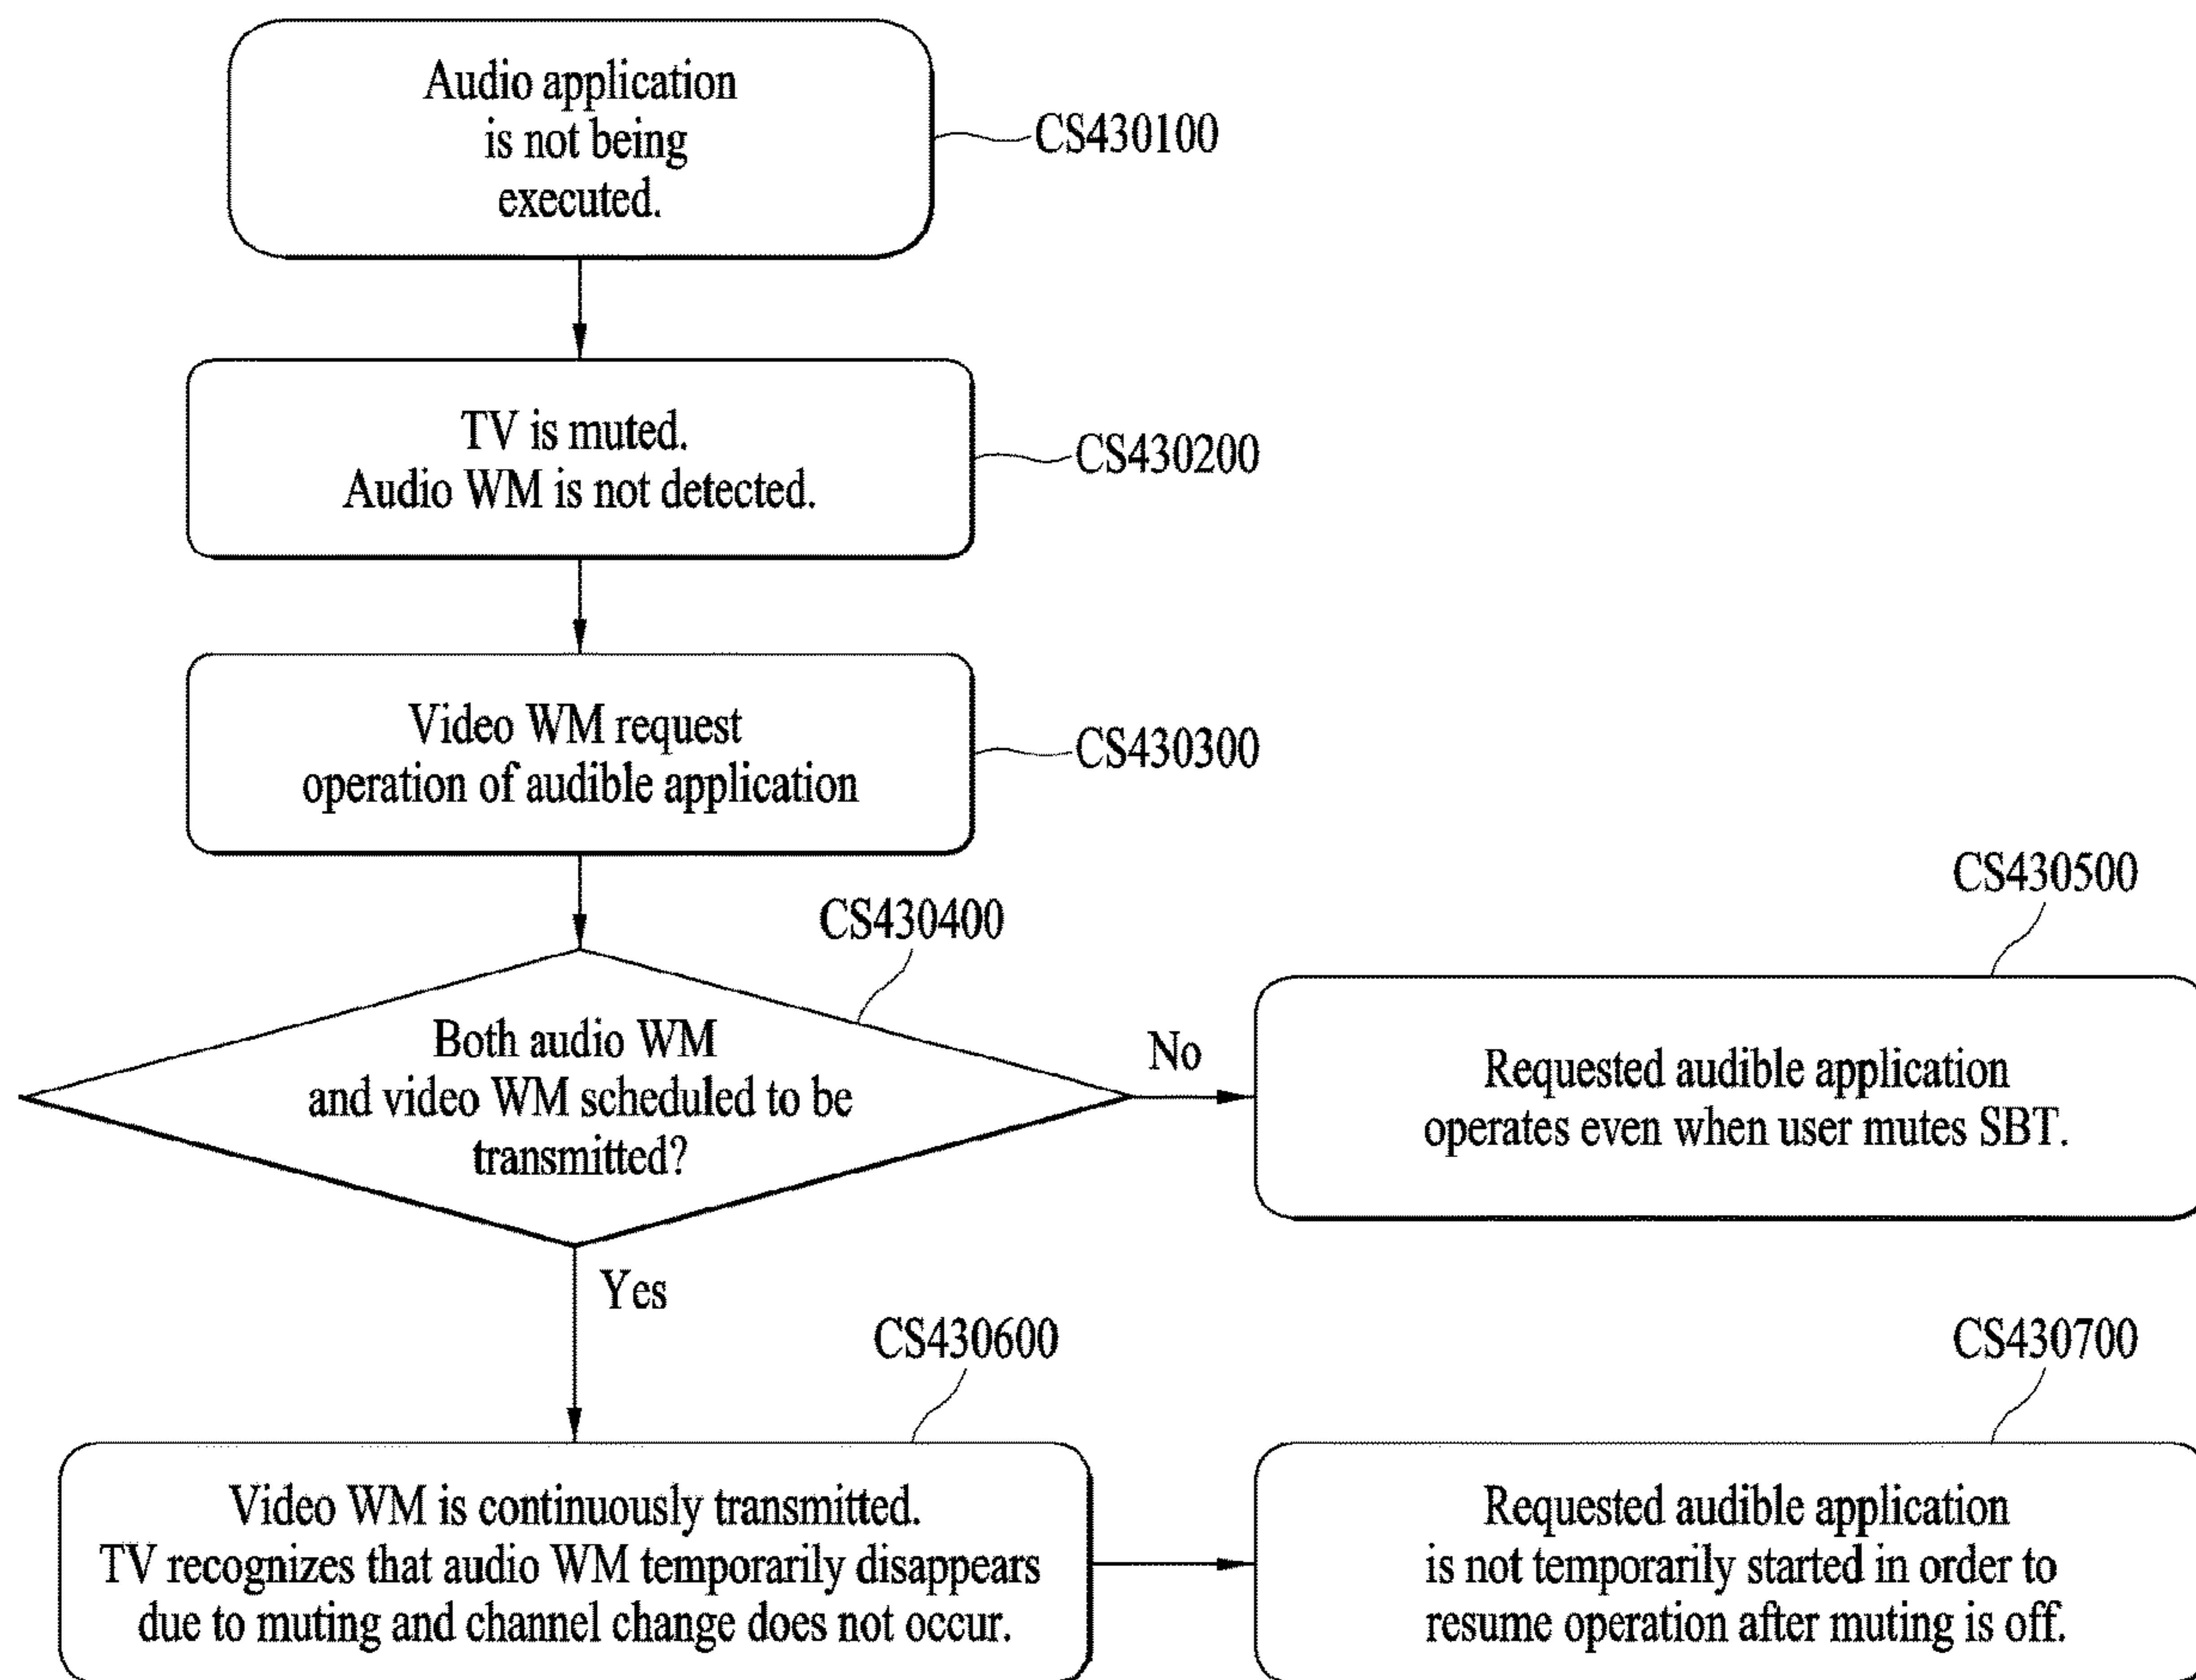 Audio application
is not being
executed.
CS430100
TV is muted.
Audio WM is not detected.
CS430200
Video WM request
operation of audible application
CS430300
CS430400
Both audio WM
and video WM scheduled to be
transmitted?
No
CS430500
Requested audible application
operates even when user mutes SBT.
Yes
CS430600
Video WM is continuously transmitted.
TV recognizes that audio WM temporarily disappears
due to muting and channel change does not occur.
CS430700
Requested audible application
is not temporarily started in order to
resume operation after muting is off.